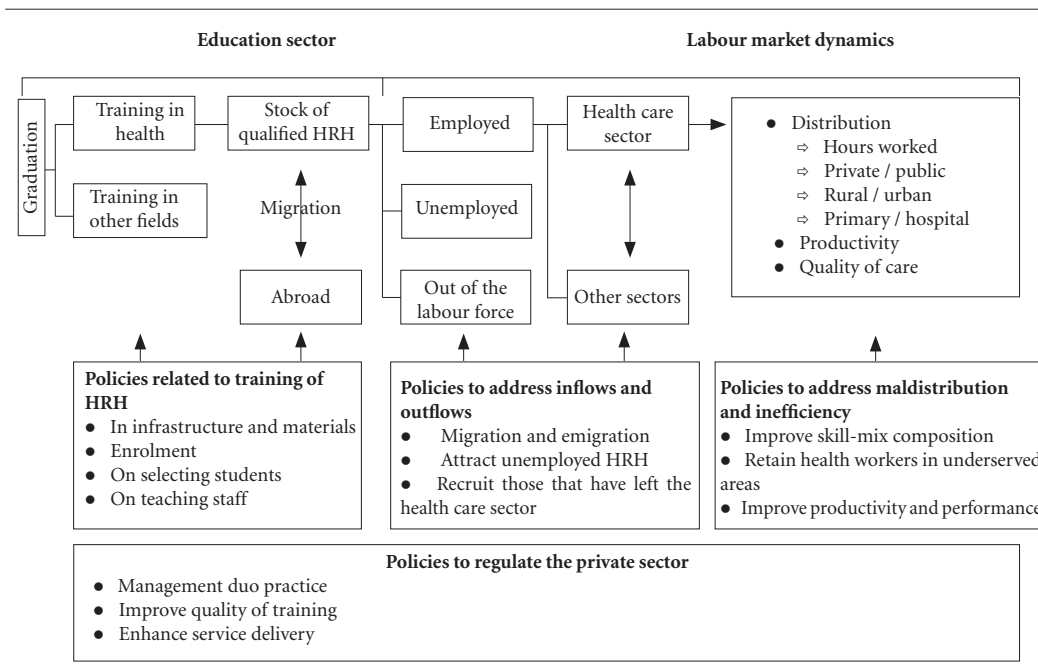 Education sector
Labour market dynamics
Graduation
Training in
health
Stock of
qualified HRH
Employed
Health care
sector
● Distribution
⇨ Hours worked
⇨ Private / public
⇨ Rural / urban
⇨ Primary / hospital
● Productivity
● Quality of care
Training in
other fields
Migration
Unemployed
Abroad
Out of the
labour force
Other sectors
Policies related to training of
HRH
● In infrastructure and materials
● Enrolment
● On selecting students
● On teaching staff
Policies to address inflows and
outflows
● Migration and emigration
● Attract unemployed HRH
● Recruit those that have left the
health care sector
Policies to address maldistribution
and inefficiency
● Improve skill-mix composition
● Retain health workers in underserved
areas
● Improve productivity and performance
Policies to regulate the private sector
● Management duo practice
● Improve quality of training
● Enhance service delivery